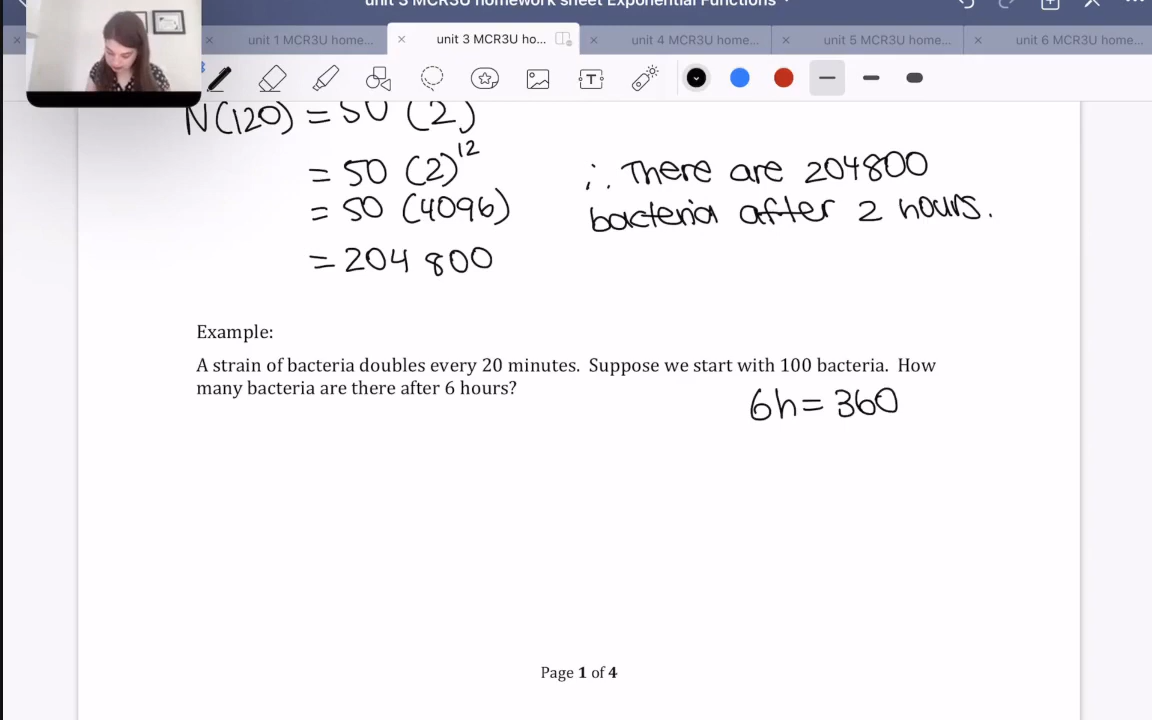 unit 3 MCR3U homework sheet Exponential Functions
unit 1 MCR3U home...
unit 3 MCR3U ho...
unit 4 MCR3U home...
unit 5 MCR3U home...
unit 6 MCR3U home...
T
N(120) = 50 (2)
= 50 (2)^12
= 50 (4096)
= 204 800
∴ There are 204800
bacteria after 2 hours.
Example:
A strain of bacteria doubles every 20 minutes. Suppose we start with 100 bacteria. How
many bacteria are there after 6 hours?
6h = 360
Page 1 of 4